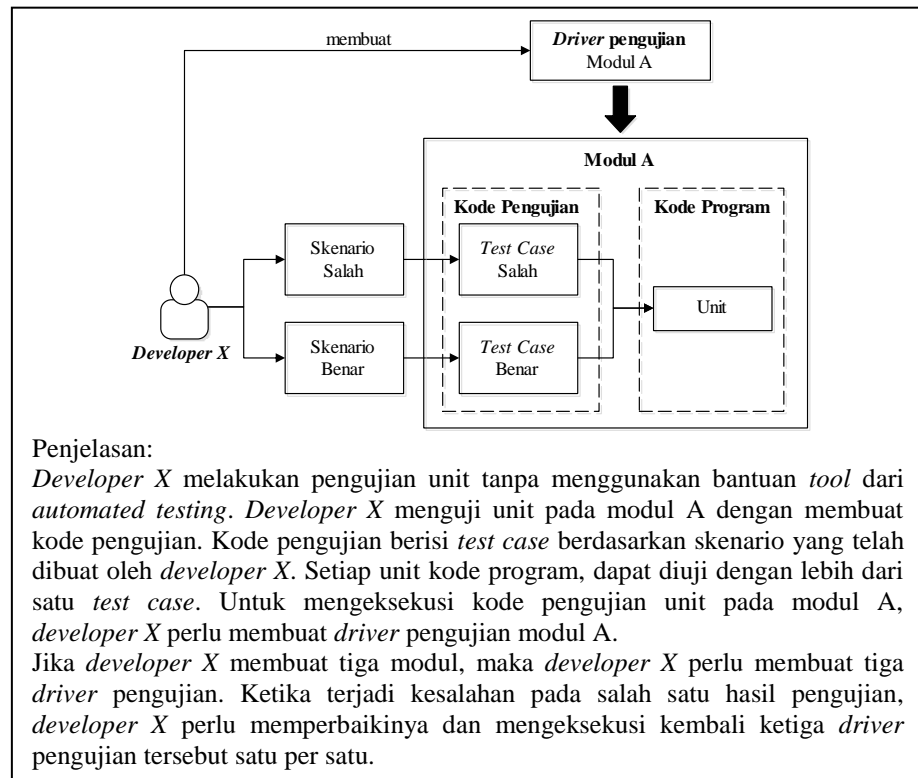 membuat
Driver pengujian
Modul A
Modul A
Kode Pengujian
Kode Program
Skenario
Salah
Test Case
Salah
Unit
Developer X
Skenario
Benar
Test Case
Benar
Penjelasan:
Developer X melakukan pengujian unit tanpa menggunakan bantuan tool dari
automated testing. Developer X menguji unit pada modul A dengan membuat
kode pengujian. Kode pengujian berisi test case berdasarkan skenario yang telah
dibuat oleh developer X. Setiap unit kode program, dapat diuji dengan lebih dari
satu test case. Untuk mengeksekusi kode pengujian unit pada modul A,
developer X perlu membuat driver pengujian modul A.
Jika developer X membuat tiga modul, maka developer X perlu membuat tiga
driver pengujian. Ketika terjadi kesalahan pada salah satu hasil pengujian,
developer X perlu memperbaikinya dan mengeksekusi kembali ketiga driver
pengujian tersebut satu per satu.